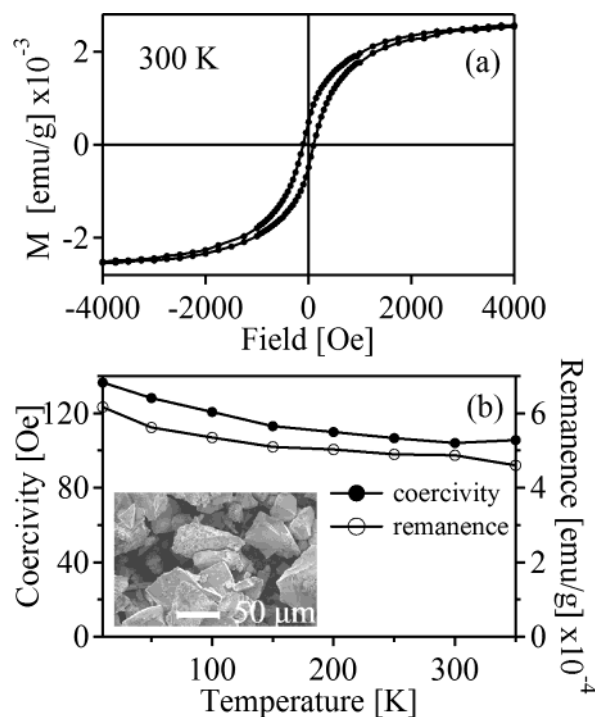 300 K
(a)
M [emu/g] x10-3
2
0
-2
-4000
-2000
0
2000
4000
Field [Oe]
(b)
Coercivity [Oe]
120
80
40
0
Remanence [emu/g] x10-4
6
4
2
0
coercivity
remanence
50 μm
100
200
300
Temperature [K]